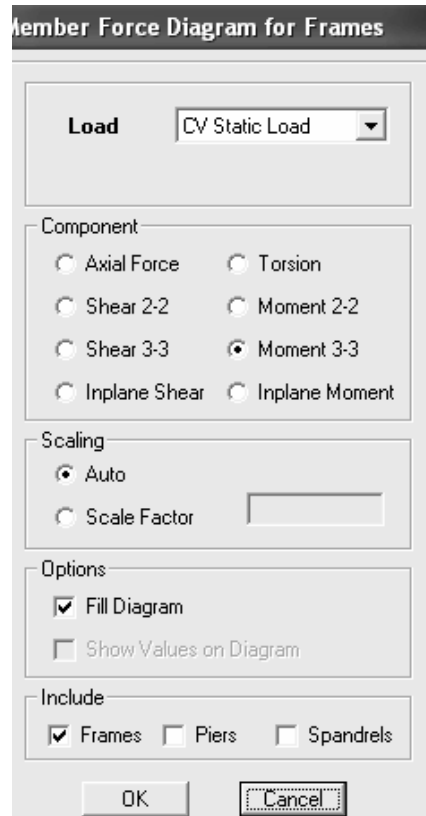 Member Force Diagram for Frames
Load CV Static Load
Component
Axial Force Torsion
Shear 2-2 Moment 2-2
Shear 3-3 Moment 3-3
Inplane Shear Inplane Moment
Scaling
Auto
Scale Factor
Options
Fill Diagram
Show Values on Diagram
Include
Frames Piers Spandrels
OK Cancel